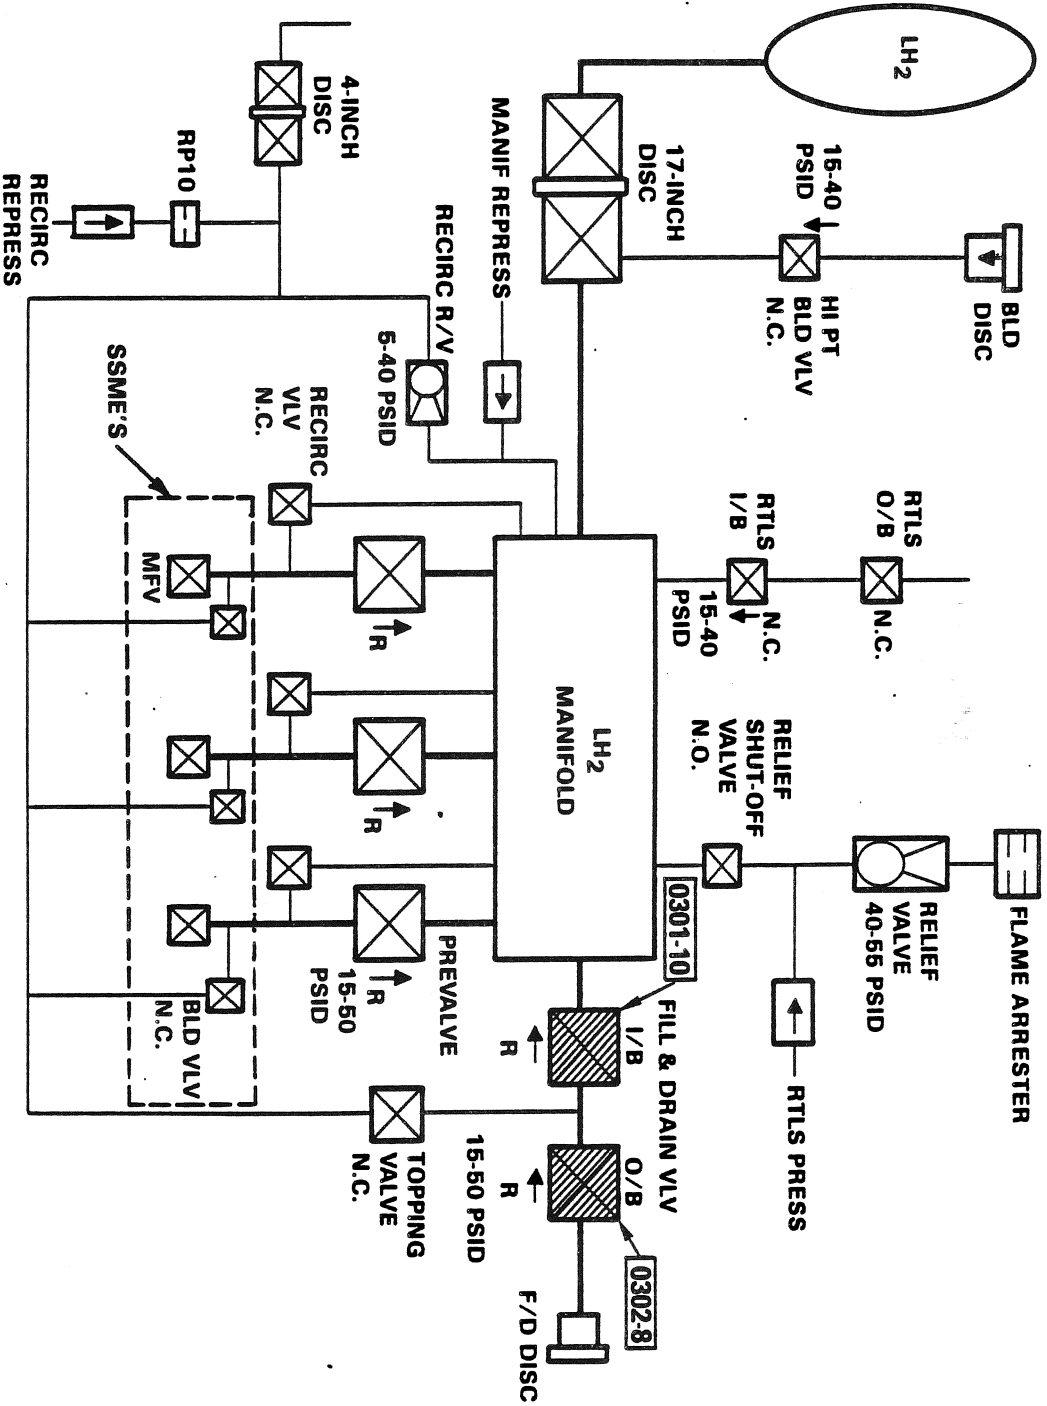 LH2
BLD
DISC
15-40
PSID
HI PT
BLD VLV
N.C.
17-INCH
DISC
MANIF REPRESS
4-INCH
DISC
RP10
RECIRC
REPRESS
RECIRC R/V
5-40 PSID
RTLS
O/B
N.C.
RTLS
I/B
N.C.
15-40
PSID
RELIEF
SHUT-OFF
VALVE
N.O.
FLAME ARRESTER
RELIEF
VALVE
40-55 PSID
RTLS PRESS
LH2
MANIFOLD
0301-10
FILL & DRAIN VLV
I/B
R
O/B
R
0302-8
F/D DISC
15-50 PSID
TOPPING
VALVE
N.C.
PREVALVE
R
R
R
15-50
PSID
RECIRC
VLV
N.C.
SSME'S
MFV
BLD VLV
N.C.